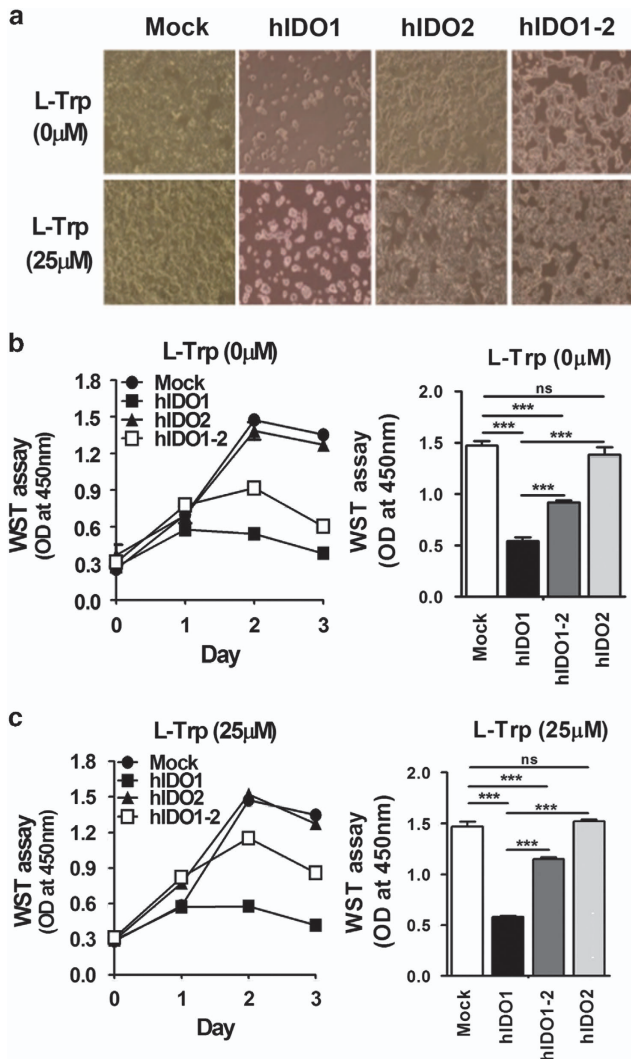 a
Mock hIDO1 hIDO2 hIDO1-2
L-Trp
(0μM)
L-Trp
(25μM)
b
L-Trp (0μM)
Mock
hIDO1
hIDO2
hIDO1-2
WST assay
(OD at 450nm)
1.8
1.5
1.2
0.9
0.6
0.3
0.0
0 1 2 3
Day
L-Trp (0μM)
WST assay
(OD at 450nm)
2.0
1.5
1.0
0.5
0.0
ns
***
*** ***
***
Mock
hIDO1
hIDO1-2
hIDO2
c
L-Trp (25μM)
Mock
hIDO1
hIDO2
hIDO1-2
WST assay
(OD at 450nm)
1.8
1.5
1.2
0.9
0.6
0.3
0.0
0 1 2 3
Day
L-Trp (25μM)
WST assay
(OD at 450nm)
2.0
1.5
1.0
0.5
0.0
ns
***
*** ***
***
Mock
hIDO1
hIDO1-2
hIDO2